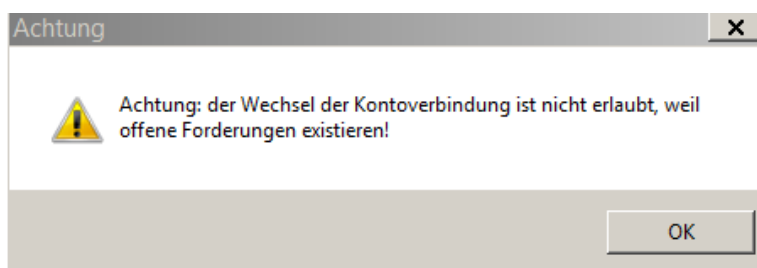 Achtung
Achtung: der Wechsel der Kontoverbindung ist nicht erlaubt, weil
offene Forderungen existieren!
OK